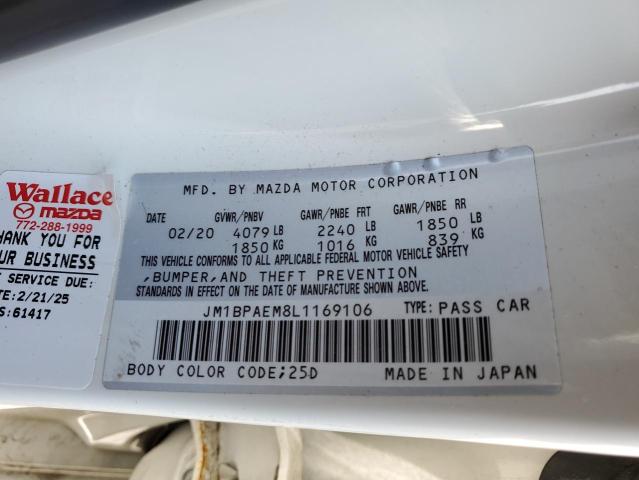 MFD. BY MAZDA MOTOR CORPORATION
DATE GVWR/PNBV GAWR/PNBE FRT GAWR/PNBE RR
02/20 4079 LB 2240 LB 1850 LB
1850 KG 1016 KG 839 KG
THIS VEHICLE CONFORMS TO ALL APPLICABLE FEDERAL MOTOR VEHICLE SAFETY
,BUMPER,AND THEFT PREVENTION
STANDARDS IN EFFECT ON THE DATE OF MANUFACTURE SHOWN ABOVE.
JM1BPAEM8L1169106 TYPE: PASS CAR
BODY COLOR CODE;25D MADE IN JAPAN
Wallace
mazda
772-288-1999
HANK YOU FOR
UR BUSINESS
SERVICE DUE:
E:2/21/25
S:61417